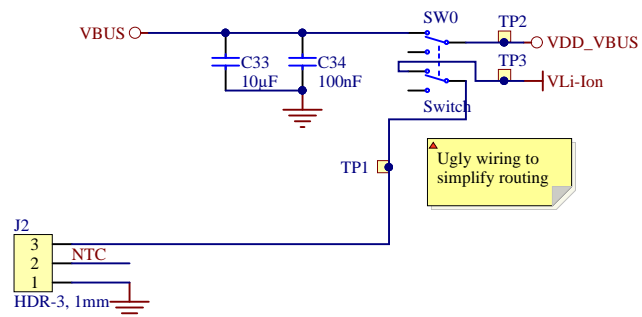 SW0
TP2
VBUS
VDD_VBUS
C33
C34
TP3
10µF
100nF
VLi-Ion
Switch
Ugly wiring to
simplify routing
TP1
J2
3
NTC
2
1
HDR-3, 1mm